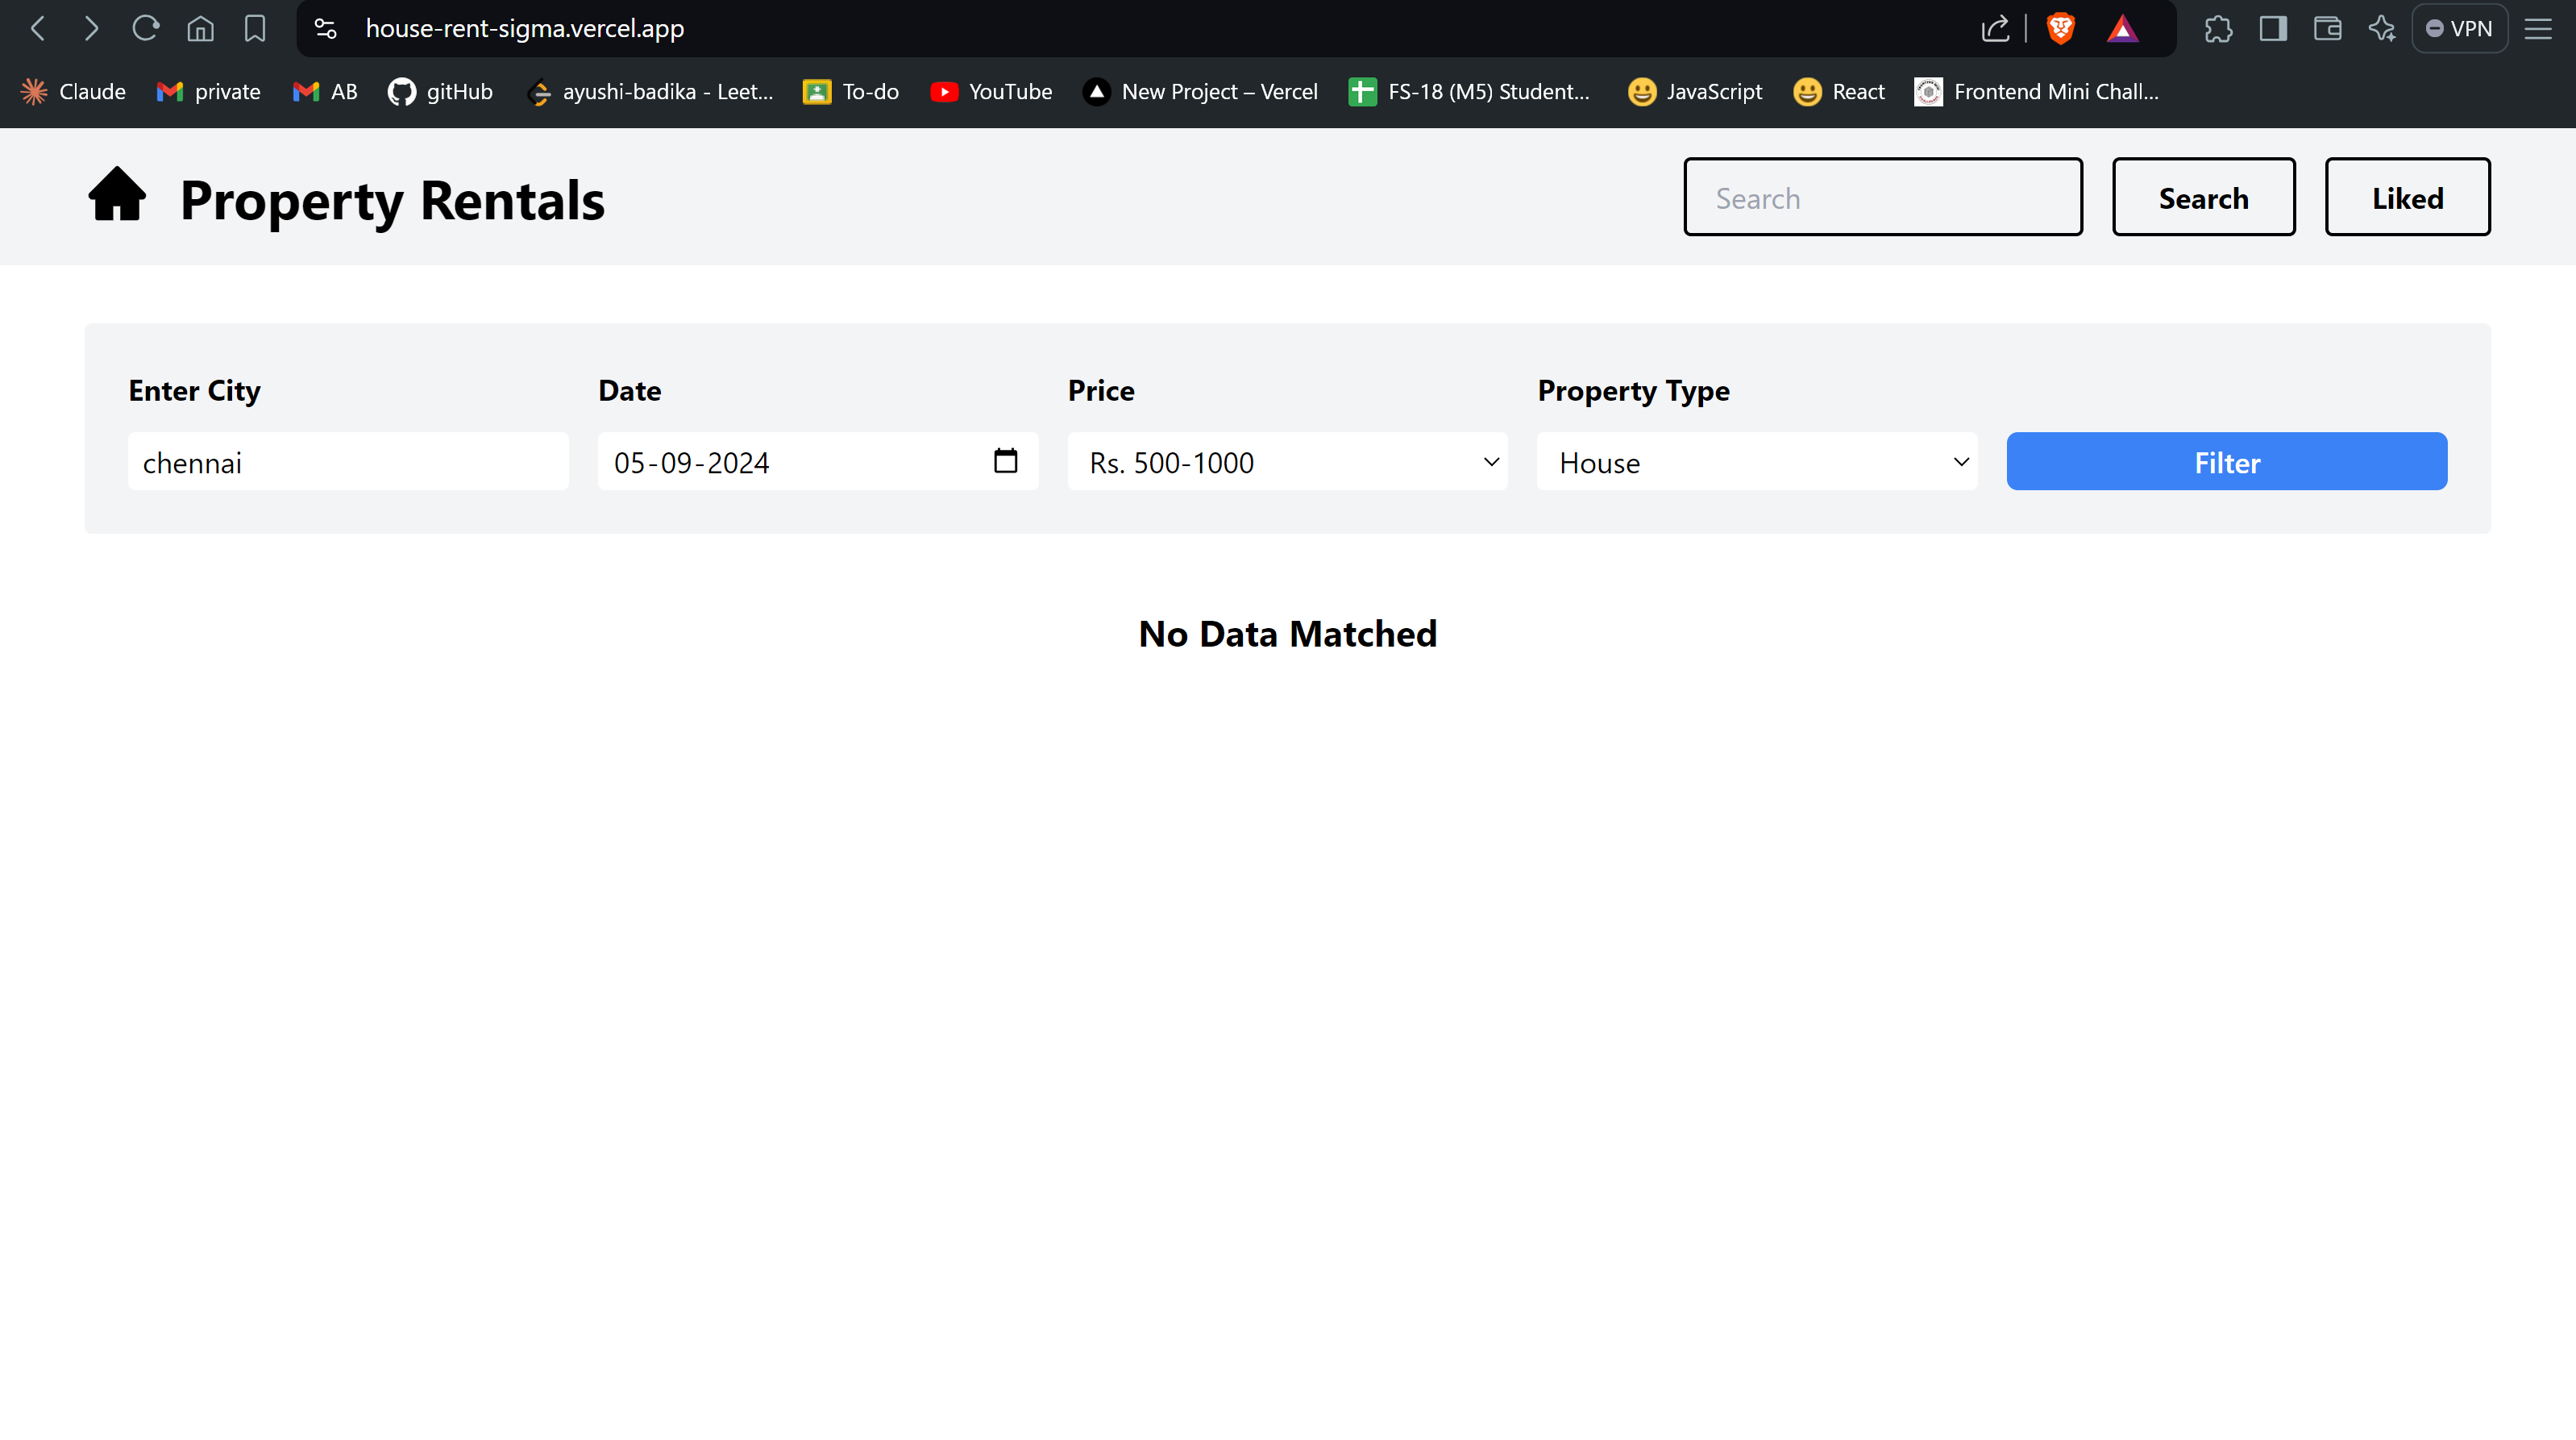 house-rent-sigma.vercel.app
VPN
Claude private AB gitHub ayushi-badika - Leet... To-do YouTube New Project – Vercel FS-18 (M5) Student... JavaScript React Frontend Mini Chall...
Property Rentals Search Search Liked
Enter City Date Price Property Type
chennai 05-09-2024 Rs. 500-1000 House Filter
No Data Matched